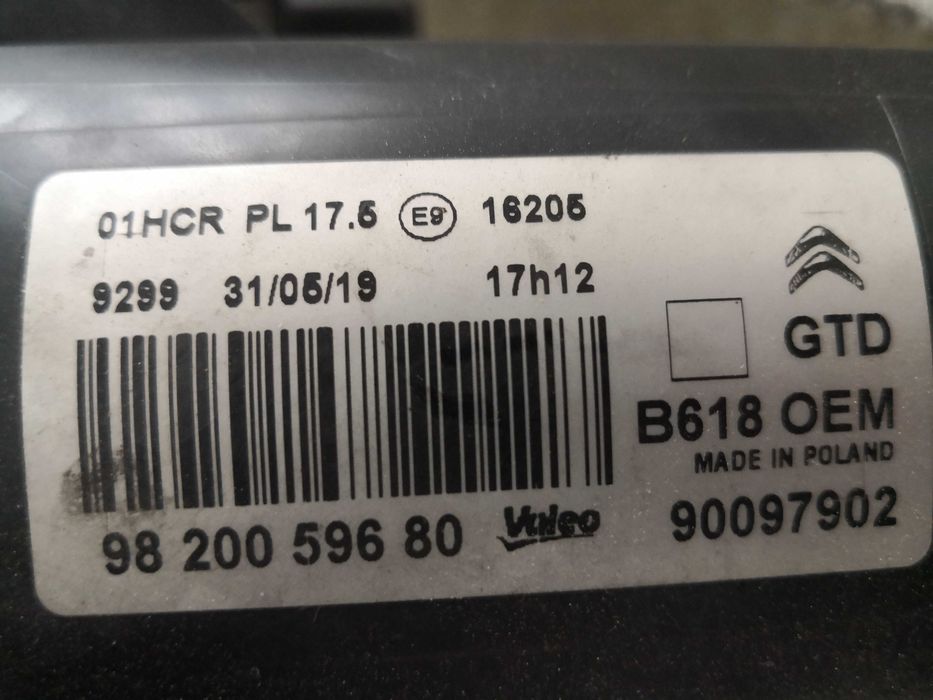 01HCR PL 17.5 E9 16205
9299 31/05/19 17h12
GTD
B618 OEM
MADE IN POLAND
98 200 596 80 Valeo 90097902